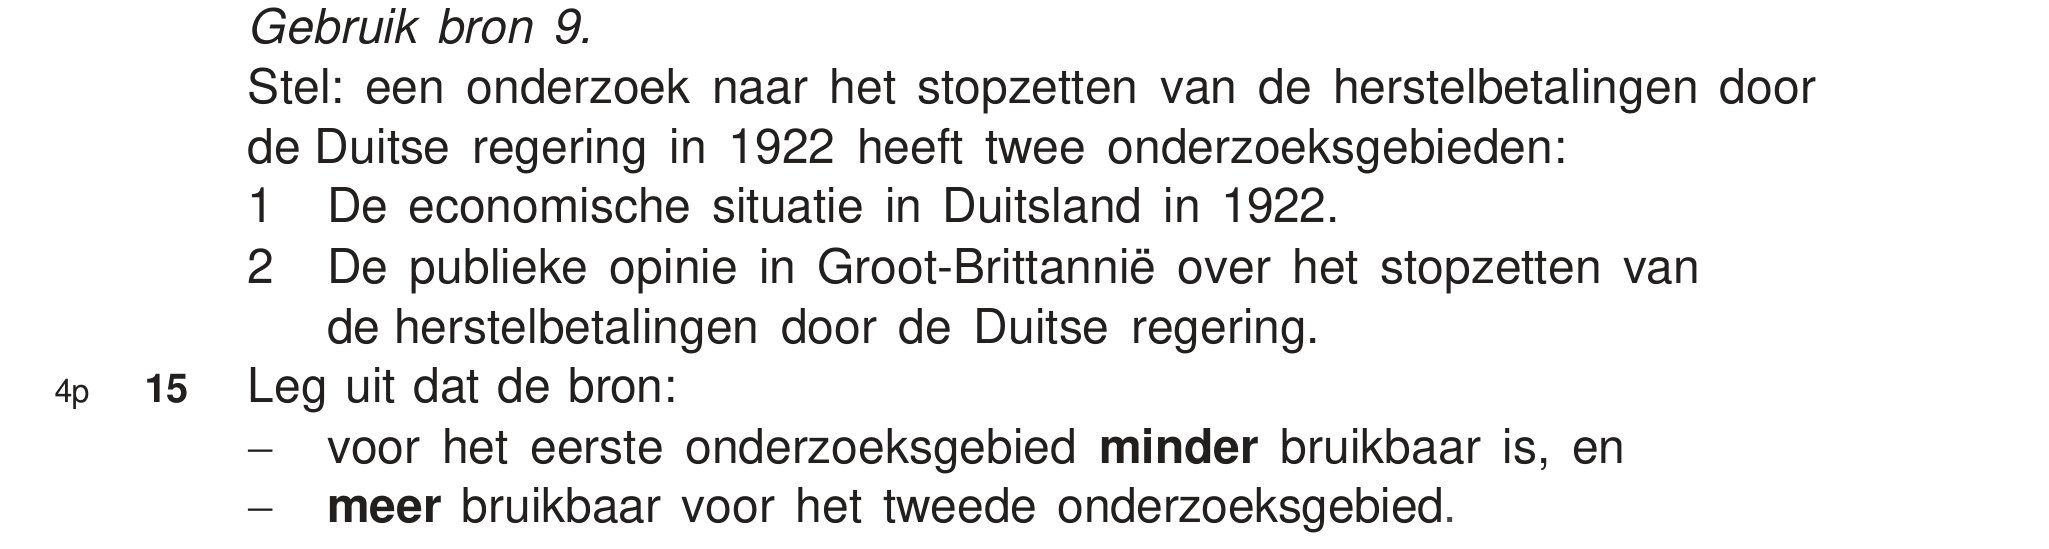 Gebruik bron 9.
Stel: een onderzoek naar het stopzetten van de herstelbetalingen door
de Duitse regering in 1922 heeft twee onderzoeksgebieden:
1 De economische situatie in Duitsland in 1922.
2 De publieke opinie in Groot-Brittannië over het stopzetten van
de herstelbetalingen door de Duitse regering.
4p 15 Leg uit dat de bron:
− voor het eerste onderzoeksgebied minder bruikbaar is, en
− meer bruikbaar voor het tweede onderzoeksgebied.